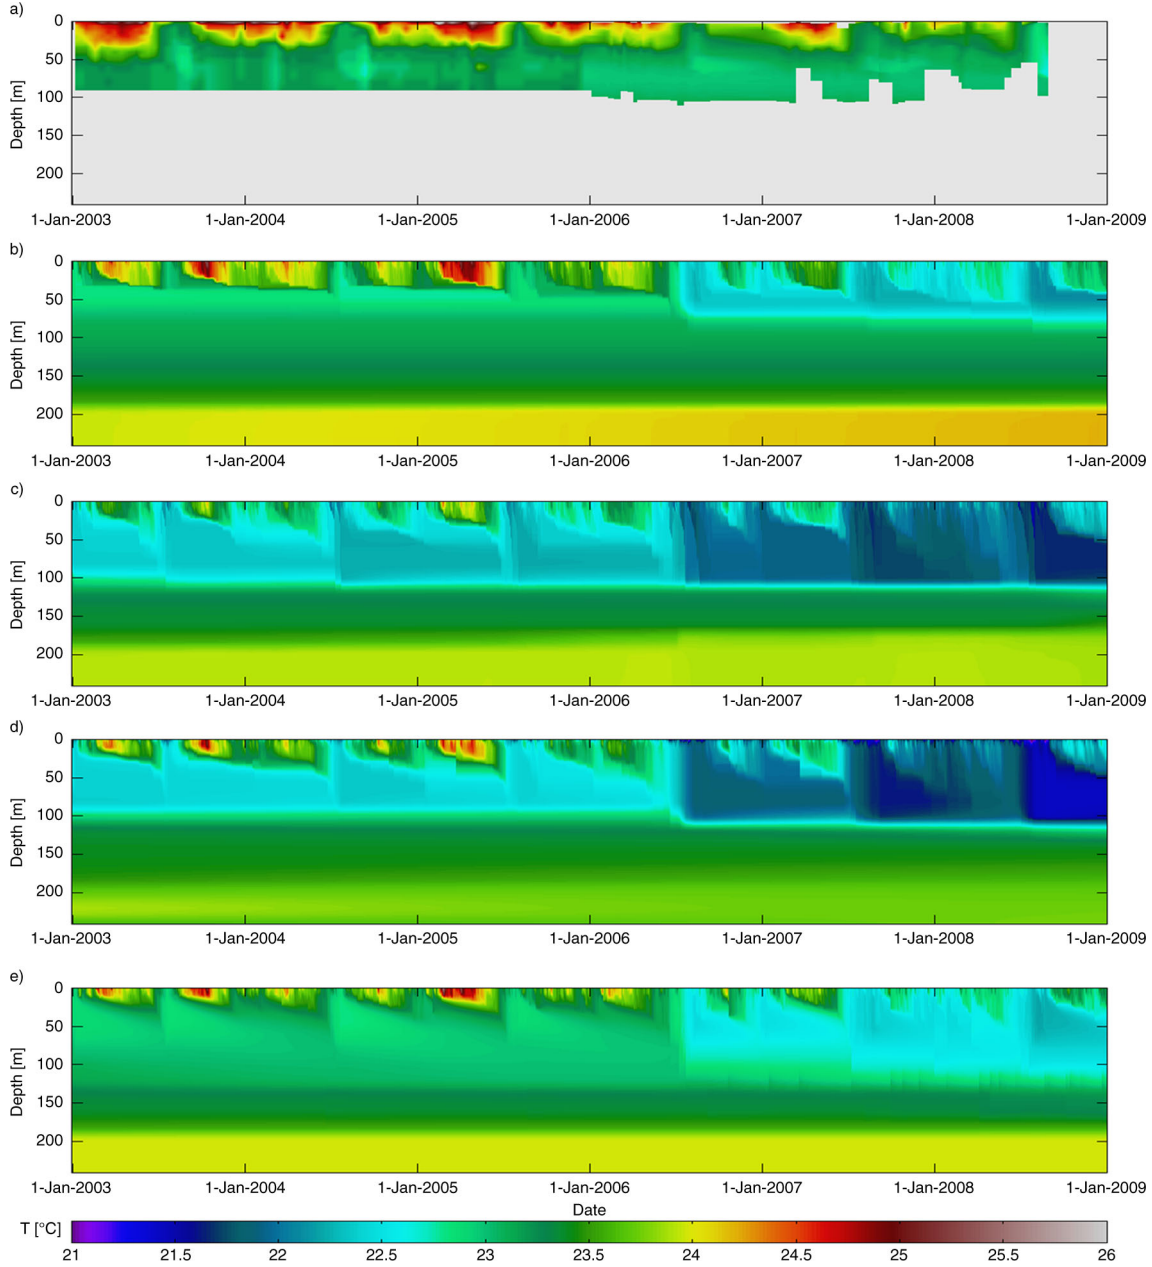 a)
0
50
100
150
200
Depth [m]
1-Jan-2003 1-Jan-2004 1-Jan-2005 1-Jan-2006 1-Jan-2007 1-Jan-2008 1-Jan-2009
b)
0
50
100
150
200
Depth [m]
1-Jan-2003 1-Jan-2004 1-Jan-2005 1-Jan-2006 1-Jan-2007 1-Jan-2008 1-Jan-2009
c)
0
50
100
150
200
Depth [m]
1-Jan-2003 1-Jan-2004 1-Jan-2005 1-Jan-2006 1-Jan-2007 1-Jan-2008 1-Jan-2009
d)
0
50
100
150
200
Depth [m]
1-Jan-2003 1-Jan-2004 1-Jan-2005 1-Jan-2006 1-Jan-2007 1-Jan-2008 1-Jan-2009
e)
0
50
100
150
200
Depth [m]
1-Jan-2003 1-Jan-2004 1-Jan-2005 1-Jan-2006 1-Jan-2007 1-Jan-2008 1-Jan-2009
Date
T [°C]
21 21.5 22 22.5 23 23.5 24 24.5 25 25.5 26